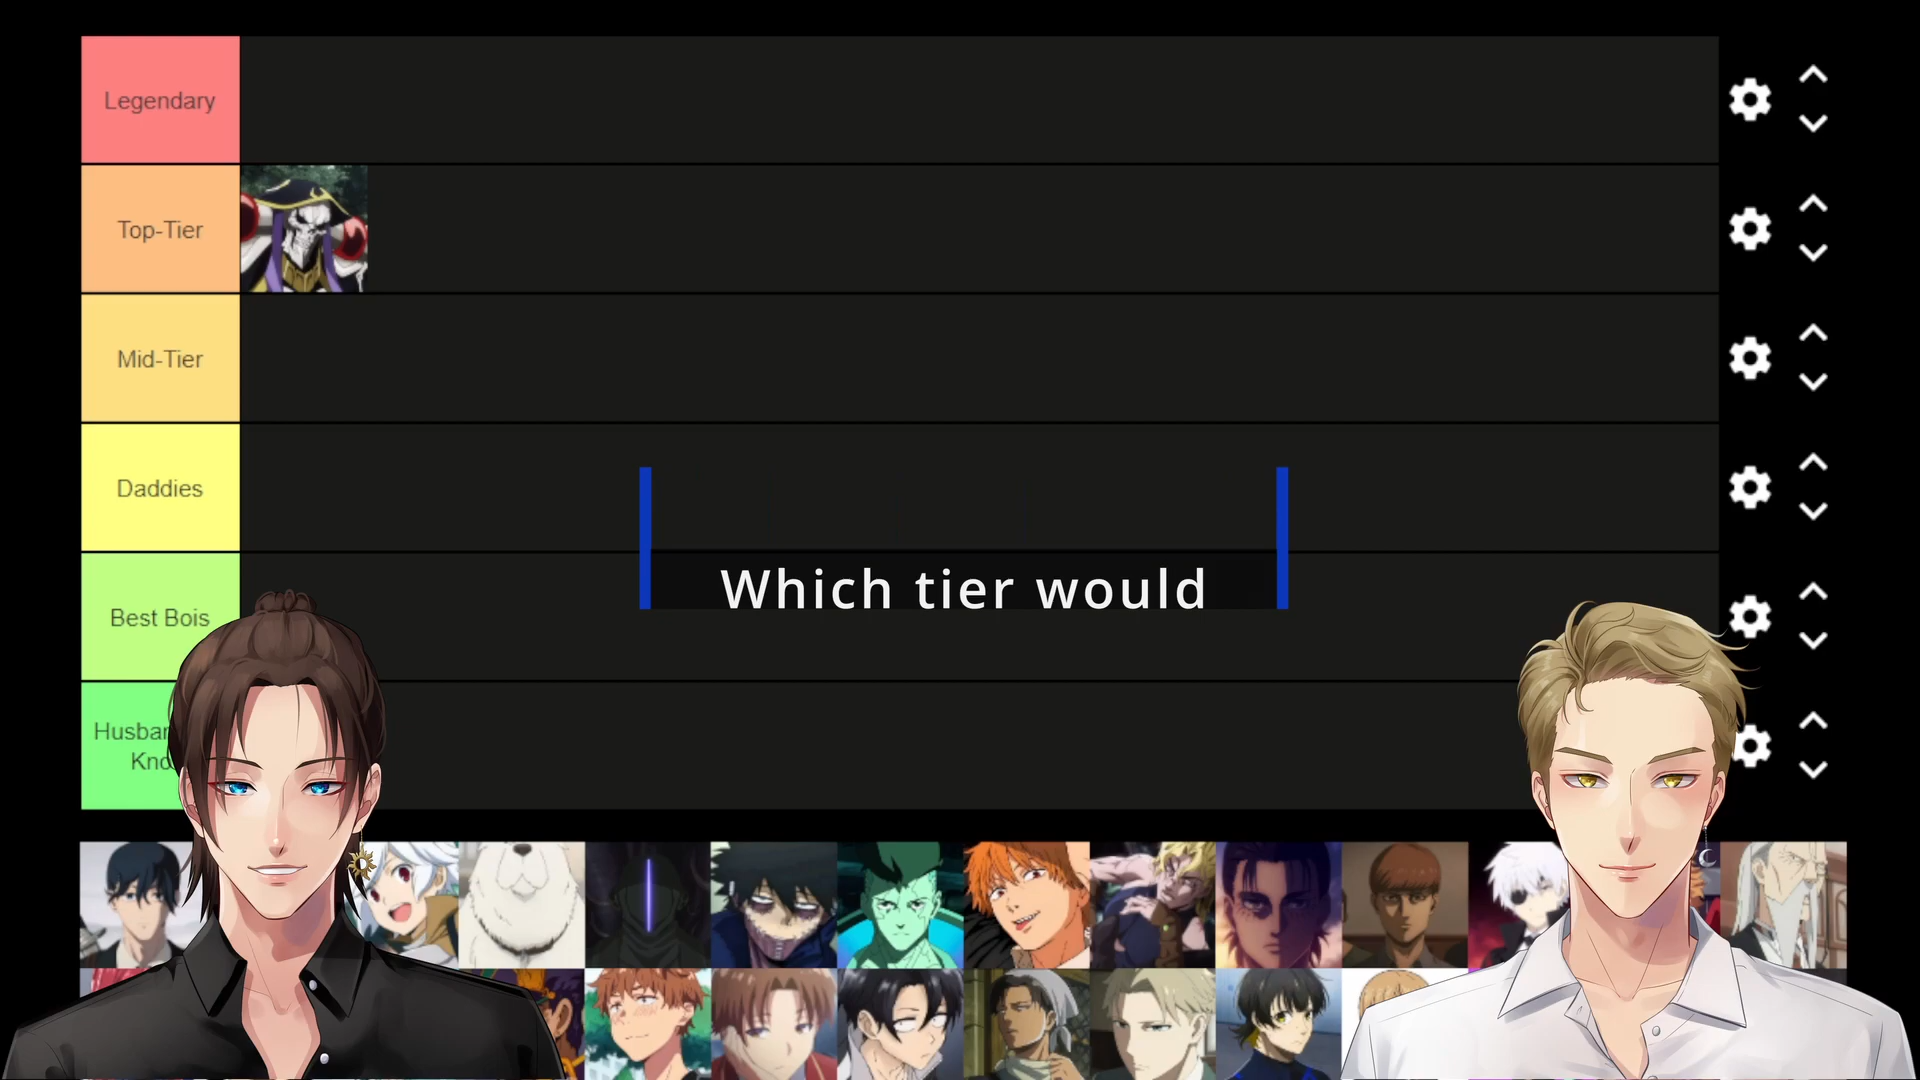 Legendary
Top-Tier
Mid-Tier
Daddies
Which tier would
Best Bois